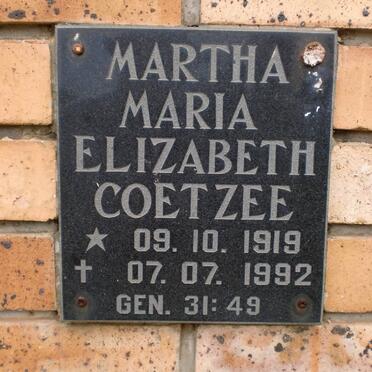 MARTHA
MARIA
ELIZABETH
COETZEE
★ 09. 10. 1919
✝ 07. 07. 1992
GEN. 31: 49